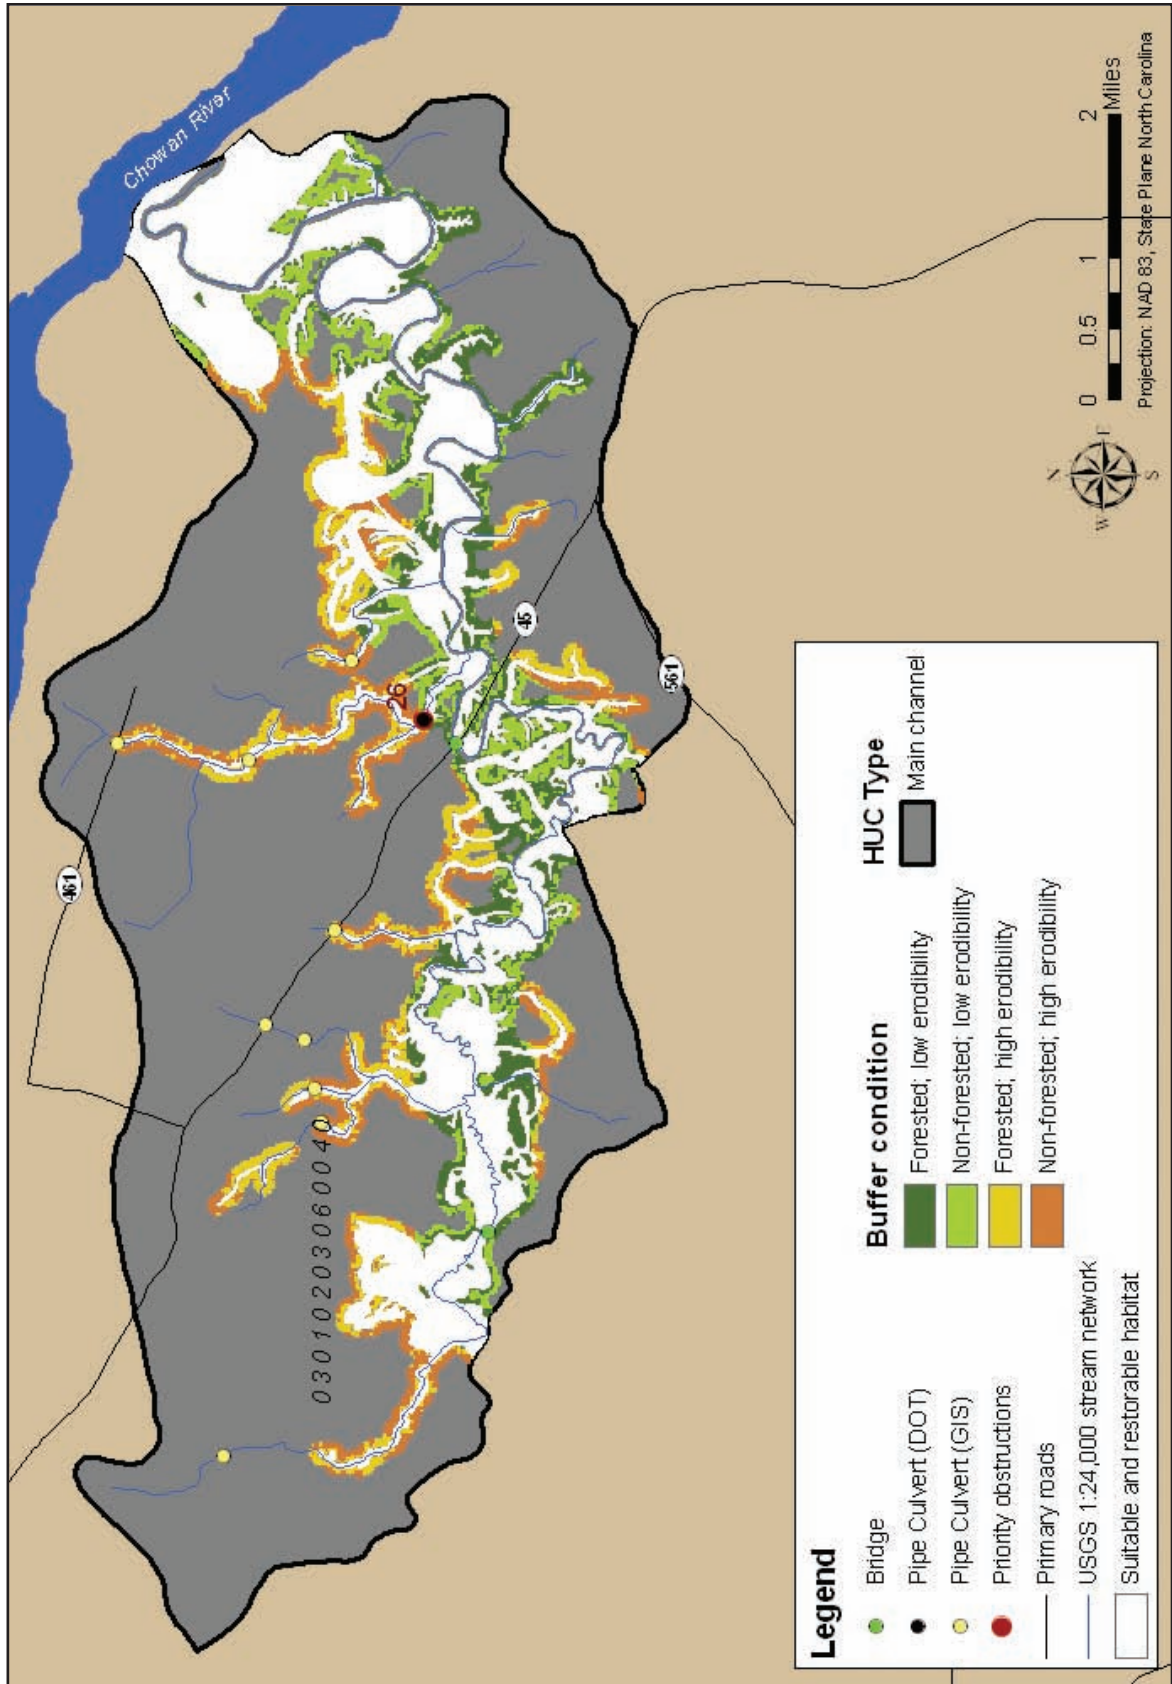 Chowan River
461
45
561
26
03010203060040
N
W
E
S
0 0.5 1 2
Miles
Projection: NAD 83, State Plane North Carolina
Legend
Bridge
Pipe Culvert (DOT)
Pipe Culvert (GIS)
Priority obstructions
Primary roads
USGS 1:24,000 stream network
Suitable and restorable habitat
Buffer condition
Forested, low erodibility
Non-forested; low erodibility
Forested; high erodibility
Non-forested; high erodibility
HUC Type
Main channel